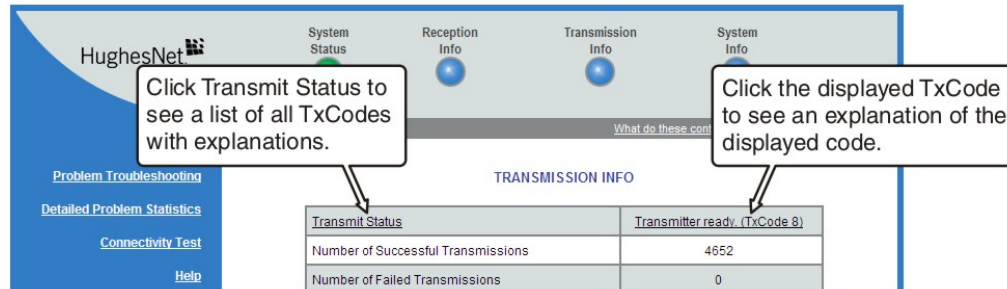 System Status
Reception Info
Transmission Info
System Info
HughesNet.
Click Transmit Status to
see a list of all TxCodes
with explanations.
Click the displayed TxCode
to see an explanation of the
displayed code.
What do these
Problem Troubleshooting
Detailed Problem Statistics
Connectivity Test
Help
TRANSMISSION INFO
Transmit Status Transmitter ready. (TxCode 8)
Number of Successful Transmissions 4652
Number of Failed Transmissions 0